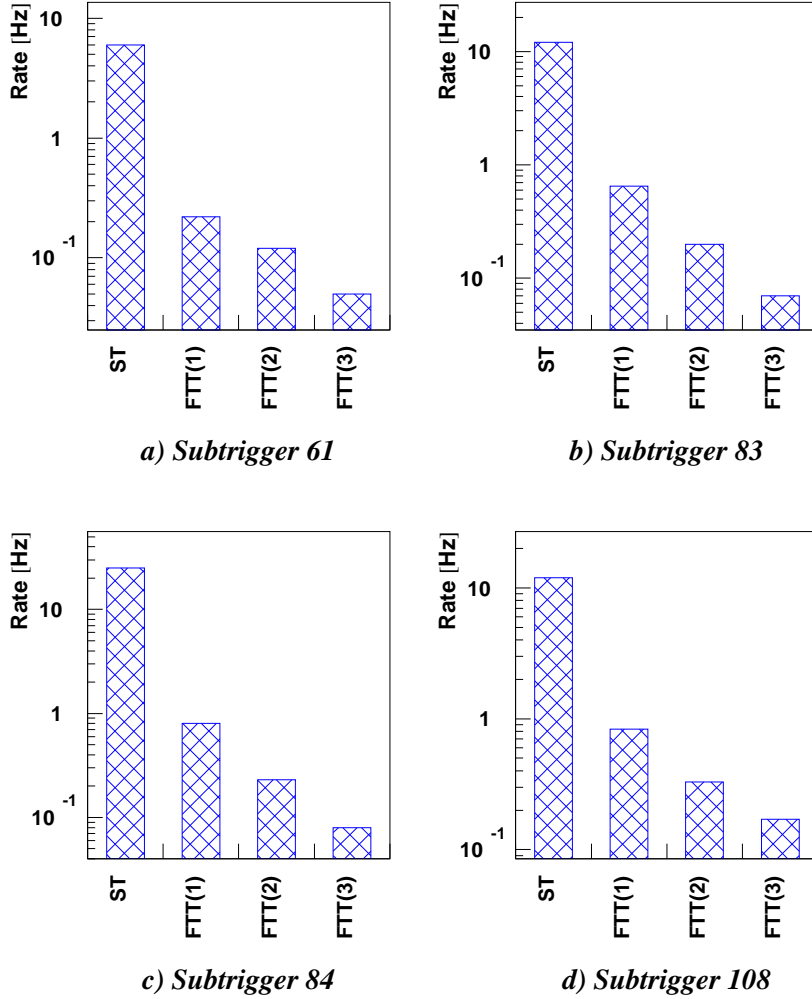 Rate [Hz]
10
1
10 -1
ST
FTT(1)
FTT(2)
FTT(3)
a) Subtrigger 61
Rate [Hz]
10
1
10 -1
ST
FTT(1)
FTT(2)
FTT(3)
b) Subtrigger 83
Rate [Hz]
10
1
10 -1
ST
FTT(1)
FTT(2)
FTT(3)
c) Subtrigger 84
Rate [Hz]
10
1
10 -1
ST
FTT(1)
FTT(2)
FTT(3)
d) Subtrigger 108